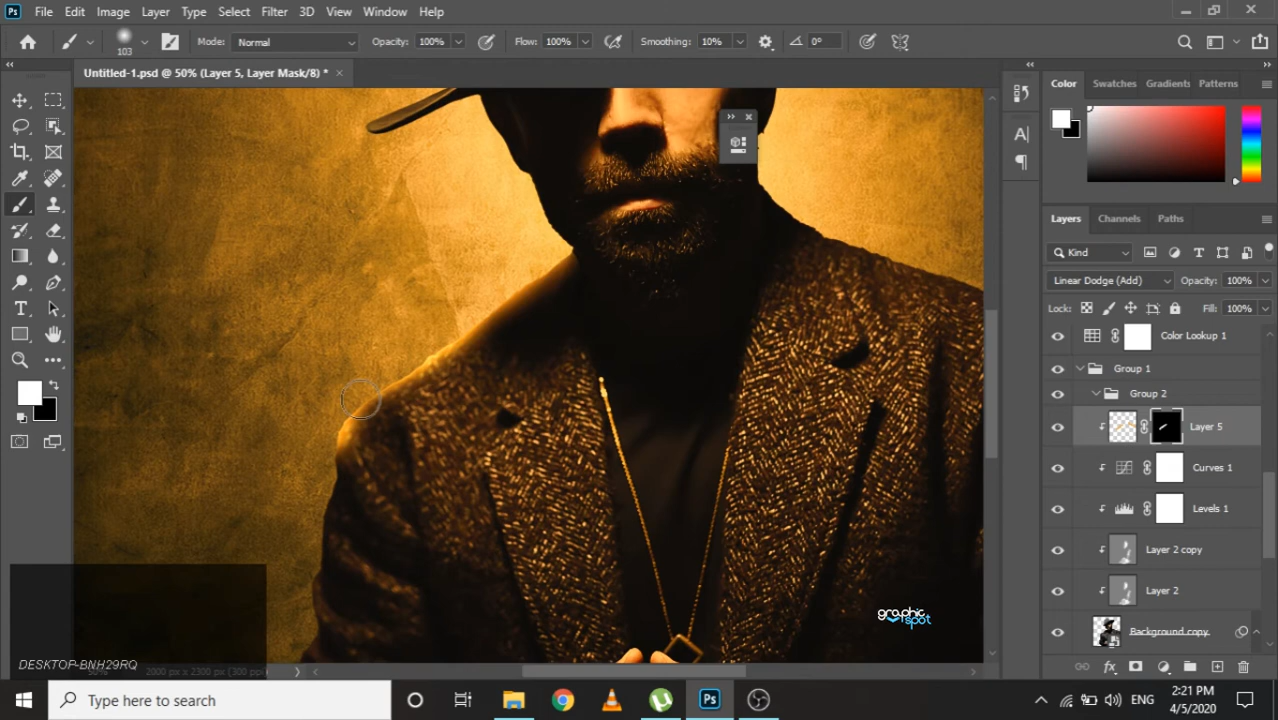 Ps File Edit Image Layer Type Select Filter 3D View Window Help
103 Mode: Normal Opacity: 100% Flow: 100% Smoothing: 10% 0°
Untitled-1.psd @ 50% (Layer 5, Layer Mask/8) * ×
Color Swatches Gradients Patterns
Layers Channels Paths
Kind
Linear Dodge (Add) Opacity: 100%
Lock: Fill: 100%
Color Lookup 1
Group 1
Group 2
Layer 5
Curves 1
Levels 1
Layer 2 copy
Layer 2
Background copy
graphic
spot
DESKTOP-BNH29RQ
50% 2000 px x 2300 px (300 ppi)
Type here to search
Ps
ENG
2:21 PM
4/5/2020